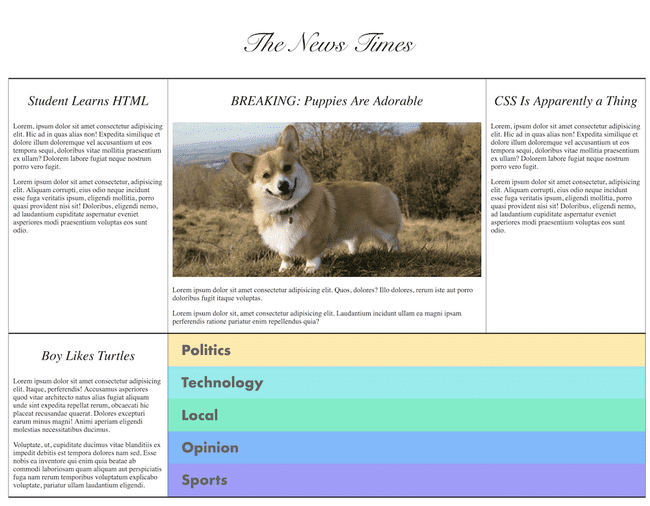 The News Times
Student Learns HTML
Lorem, ipsum dolor sit amet consectetur adipisicing
elit. Hic ad in quas alias non! Expedita similique et
dolorem doloremque vel accusantium ut eos
tempora sequi, doloribus vitae mollitia praesentium
ex ullam? Dolorem labore fugiat neque nostrum
porro vero fugit.
Lorem ipsum dolor sit amet consectetur, adipisicing
elit. Aliquam corrupti, eius odio neque incidunt
esse fuga veritatis ipsum, eligendi mollitia, porro
quasi provident nisi sit! Doloribus, eligendi nemo,
ad laudantium cupiditate aspernatur eveniet
asperiores modi praesentium voluptas eos sunt
odio.
BREAKING: Puppies Are Adorable
Lorem ipsum dolor sit amet consectetur adipisicing elit. Quos, dolores? Illo dolores, rerum iste aut porro
doloribus fugit itaque voluptas.
Lorem ipsum dolor sit, amet consectetur adipisicing elit. Laudantium incidunt ullam ea magni ipsam
perferendis ratione pariatur enim repellendus quia?
CSS Is Apparently a Thing
Lorem, ipsum dolor sit amet consectetur adipisicing
elit. Hic ad in quas alias non! Expedita similique et
dolorem doloremque vel accusantium ut eos
tempora sequi, doloribus vitae mollitia praesentium
ex ullam? Dolorem labore fugiat neque nostrum
porro vero fugit.
Lorem ipsum dolor sit amet consectetur, adipisicing
elit. Aliquam corrupti, eius odio neque incidunt
esse fuga veritatis ipsum, eligendi mollitia, porro
quasi provident nisi sit! Doloribus, eligendi nemo,
ad laudantium cupiditate aspernatur eveniet
asperiores modi praesentium voluptas eos sunt
odio.
Boy Likes Turtles
Lorem ipsum dolor sit amet consectetur adipisicing
elit. Itaque, perferendis! Accusamus asperiores
quod vitae architecto natus alias fugiat aliquam
unde sint expedita repellat rerum, obcaecati hic
placeat recusandae quaerat. Dolores excepturi
earum minus magni! Animi aperiam eligendi
molestias necessitatibus ducimus.
Voluptate, ut, cupiditate ducimus vitae blanditiis ex
impedit debitis est tempora dolores nam sed. Esse
nobis ea inventore qui enim quia beatae ab
commodi laboriosam quam aliquam aut perspiciatis
fuga nam rerum temporibus voluptatum explicabo
voluptate, pariatur ullam laudantium eligendi.
Politics
Technology
Local
Opinion
Sports